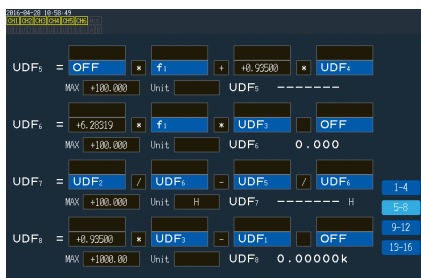 2016-04-28 10:58:49
CH1 CH2 CH3 CH4 CH5 CH6
UDF₅ = OFF * f₁ + +0.93500 * UDF₄
MAX +100.000 Unit UDF₅ -------
UDF₆ = +6.28319 * f₁ * UDF₃ OFF
MAX +100.000 Unit UDF₆ 0.000
UDF₇ = UDF₂ / UDF₆ - UDF₅ / UDF₆
MAX +100.000 Unit H UDF₇ ------- H
UDF₈ = +0.93500 * UDF₃ - UDF₁ OFF
MAX +1000.00 Unit UDF₈ 0.00000k
1-4
5-8
9-12
13-16